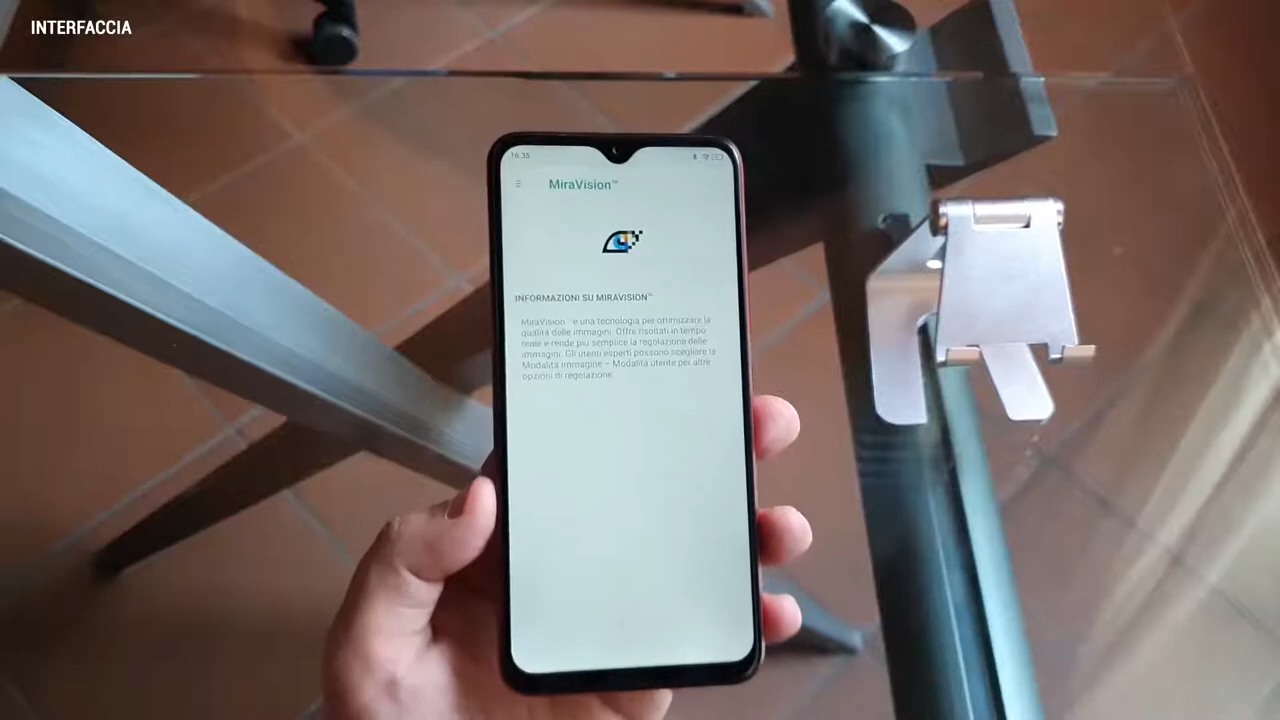 INTERFACCIA
16:35
MiraVision™
INFORMAZIONI SU MIRAVISION™
MiraVision™ è una tecnologia per ottimizzare la
qualità delle immagini. Offre risultati in tempo
reale e rende più semplice la regolazione delle
immagini. Gli utenti esperti possono scegliere la
Modalità immagine – Modalità utente per altre
opzioni di regolazione.